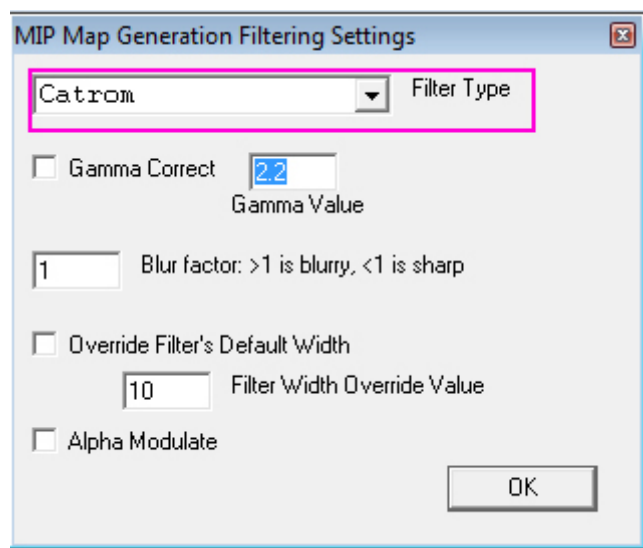 MIP Map Generation Filtering Settings
Catrom Filter Type
Gamma Correct 2.2
Gamma Value
1 Blur factor: >1 is blurry, <1 is sharp
Override Filter's Default Width
10 Filter Width Override Value
Alpha Modulate
OK